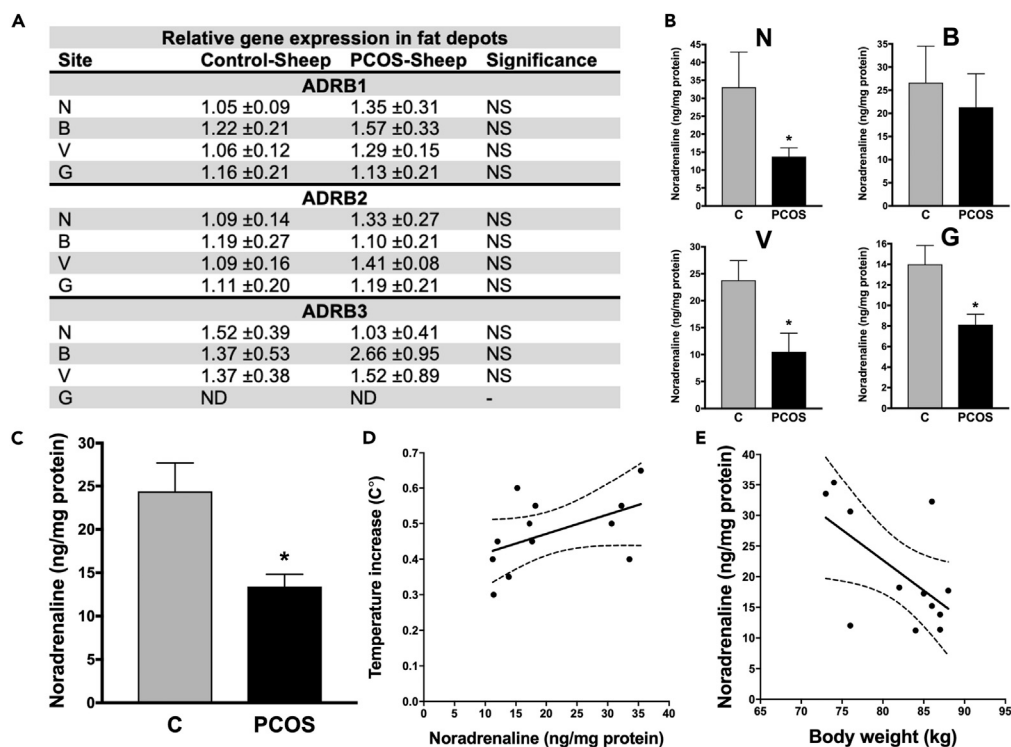 A
Relative gene expression in fat depots
Site Control-Sheep PCOS-Sheep Significance
ADRB1
N 1.05 ±0.09 1.35 ±0.31 NS
B 1.22 ±0.21 1.57 ±0.33 NS
V 1.06 ±0.12 1.29 ±0.15 NS
G 1.16 ±0.21 1.13 ±0.21 NS
ADRB2
N 1.09 ±0.14 1.33 ±0.27 NS
B 1.19 ±0.27 1.10 ±0.21 NS
V 1.09 ±0.16 1.41 ±0.08 NS
G 1.11 ±0.20 1.19 ±0.21 NS
ADRB3
N 1.52 ±0.39 1.03 ±0.41 NS
B 1.37 ±0.53 2.66 ±0.95 NS
V 1.37 ±0.38 1.52 ±0.89 NS
G ND ND -
B
N
Noradrenaline (ng/mg protein)
45
40
35
30
25
20
15
10
5
0
*
C PCOS
B
Noradrenaline (ng/mg protein)
35
30
25
20
15
10
5
0
C PCOS
V
Noradrenaline (ng/mg protein)
30
25
20
15
10
5
0
*
C PCOS
G
Noradrenaline (ng/mg protein)
16
14
12
10
8
6
4
2
0
*
C PCOS
C
Noradrenaline (ng/mg protein)
30
25
20
15
10
5
0
*
C PCOS
D
Temperature increase (C°)
0.7
0.6
0.5
0.4
0.3
0.2
0.1
0.0
0 5 10 15 20 25 30 35 40
Noradrenaline (ng/mg protein)
E
Noradrenaline (ng/mg protein)
40
35
30
25
20
15
10
5
0
65 70 75 80 85 90 95
Body weight (kg)